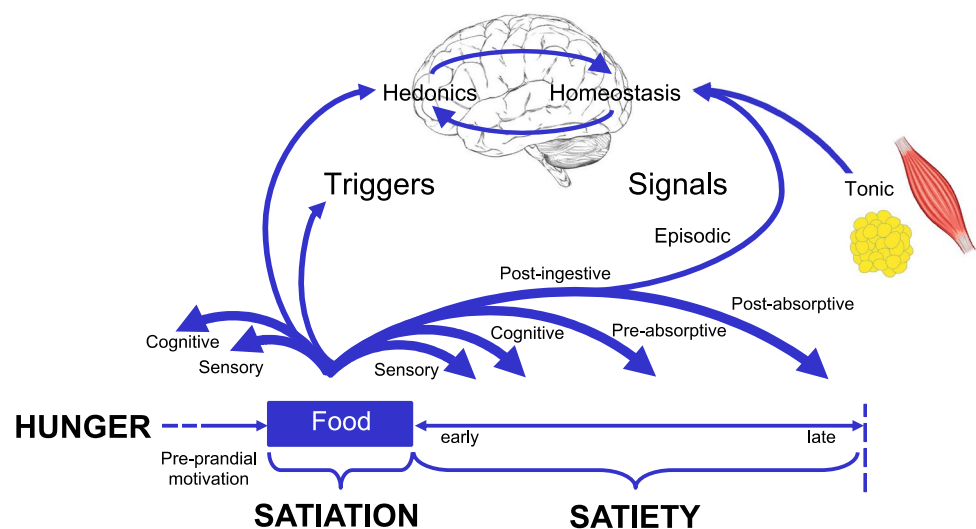 Hedonics
Homeostasis
Triggers
Signals
Tonic
Episodic
Post-ingestive
Post-absorptive
Cognitive
Cognitive
Pre-absorptive
Sensory
Sensory
HUNGER
Food
early
late
Pre-prandial
motivation
SATIATION
SATIETY